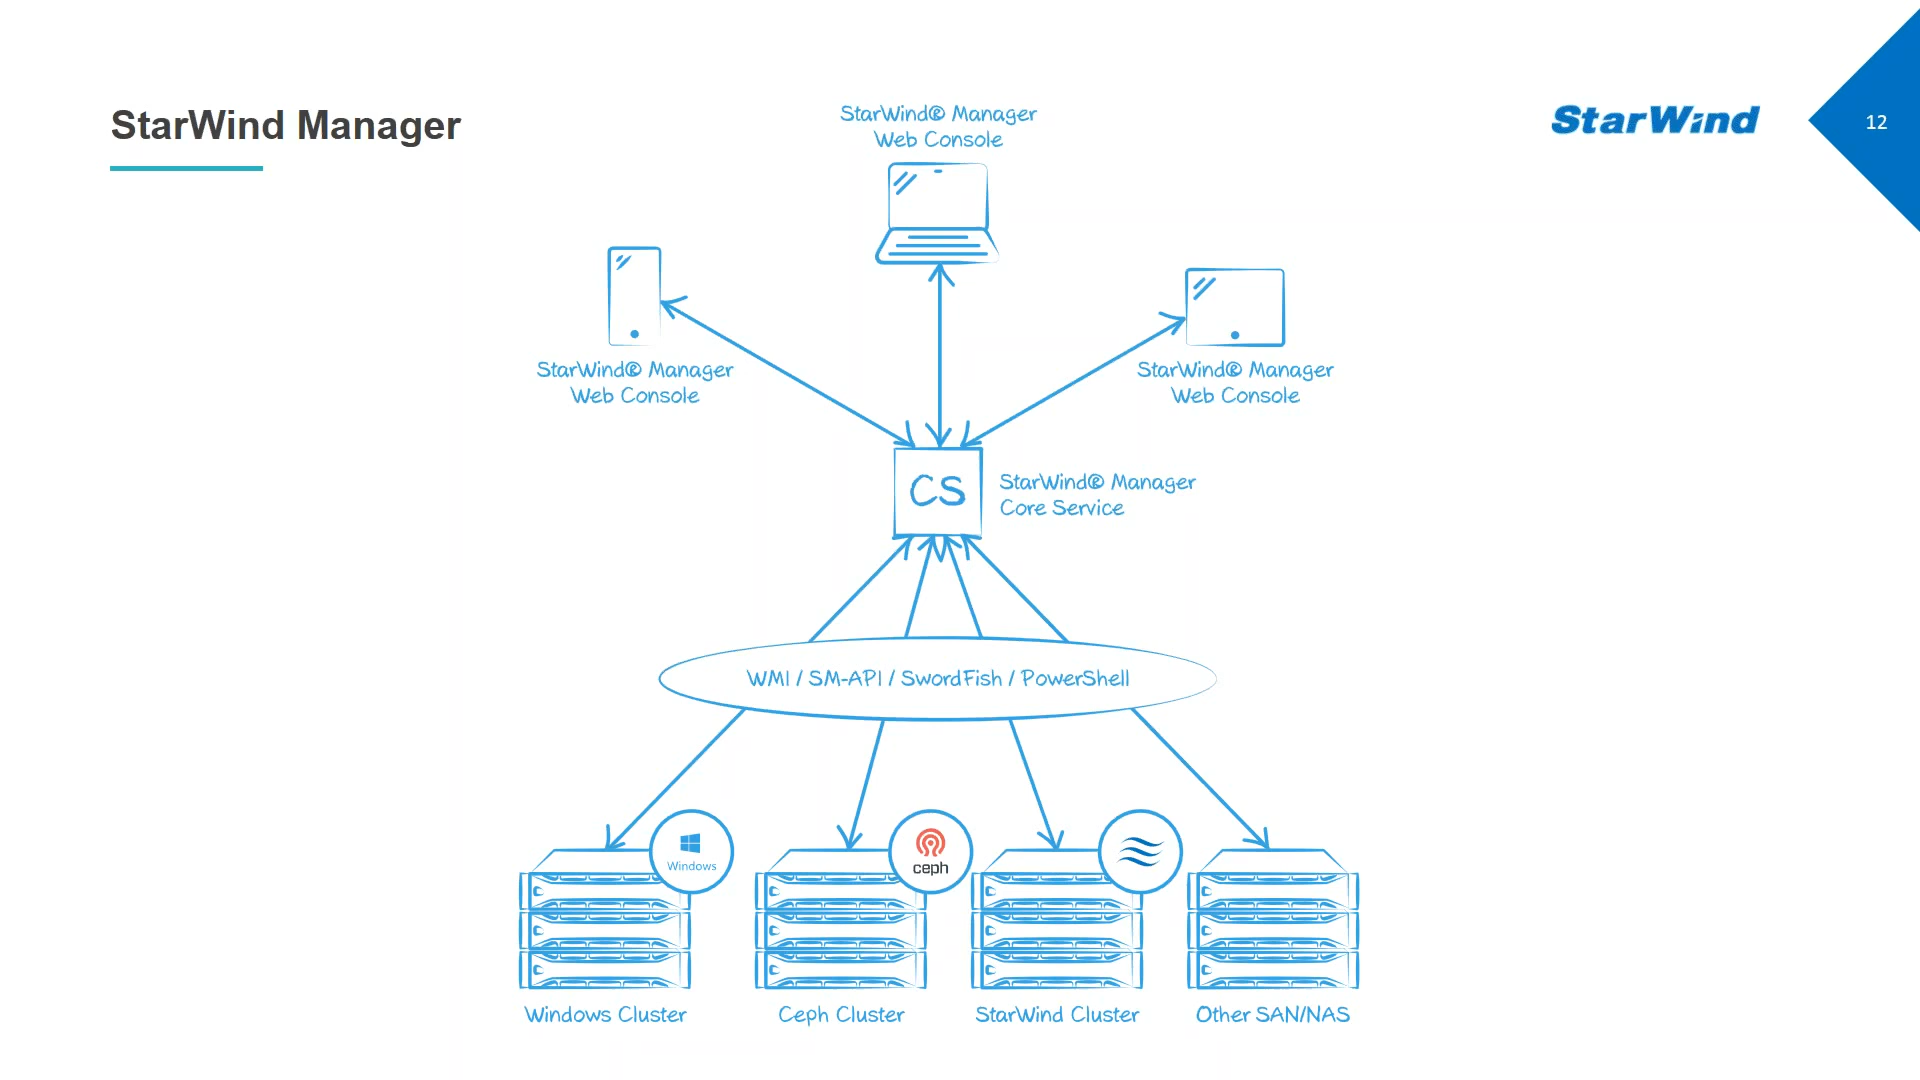 StarWind Manager
StarWind
12
StarWind® Manager
Web Console
StarWind® Manager
Web Console
StarWind® Manager
Web Console
CS
StarWind® Manager
Core Service
WMI / SM-API / SwordFish / PowerShell
Windows
ceph
Windows Cluster
Ceph Cluster
StarWind Cluster
Other SAN/NAS